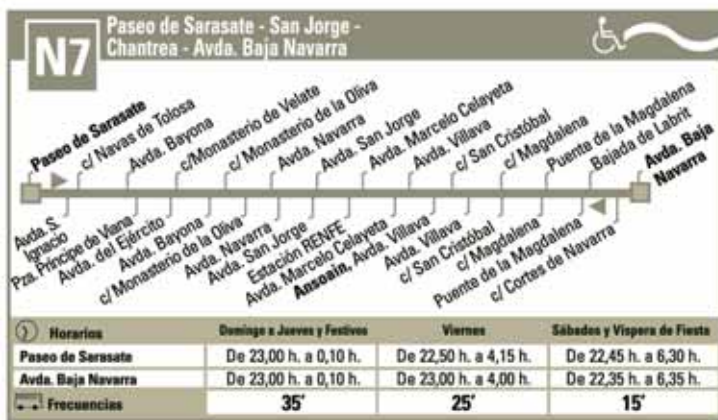 N7
Paseo de Sarasate - San Jorge -
Chantrea - Avda. Baja Navarra
Paseo de Sarasate
c/ Navas de Tolosa
Avda. Bayona
c/Monasterio de Velate
c/ Monasterio de la Oliva
Avda. Navarra
Avda. San Jorge
Avda. Marcelo Celayeta
Avda. Villava
c/ San Cristóbal
c/ Magdalena
Puente de la Magdalena
Bajada de Labrit
Avda. Baja
Navarra
Avda. S.
Ignacio
Pza. Príncipe de Viana
Avda. del Ejército
Avda. Bayona
c/ Monasterio de la Oliva
Avda. Navarra
Avda. San Jorge
Estación RENFE
Avda. Marcelo Celayeta
Ansoain, Avda. Villava
Avda. Villava
c/ San Cristóbal
c/ Magdalena
Puente de la Magdalena
c/ Cortes de Navarra
Horarios Domingo a Jueves y Festivos Viernes Sábados y Víspera de Fiesta
Paseo de Sarasate De 23,00 h. a 0,10 h. De 22,50 h. a 4,15 h. De 22,45 h. a 6,30 h.
Avda. Baja Navarra De 23,00 h. a 0,10 h. De 23,00 h. a 4,00 h. De 22,35 h. a 6,35 h.
Frecuencias 35' 25' 15'